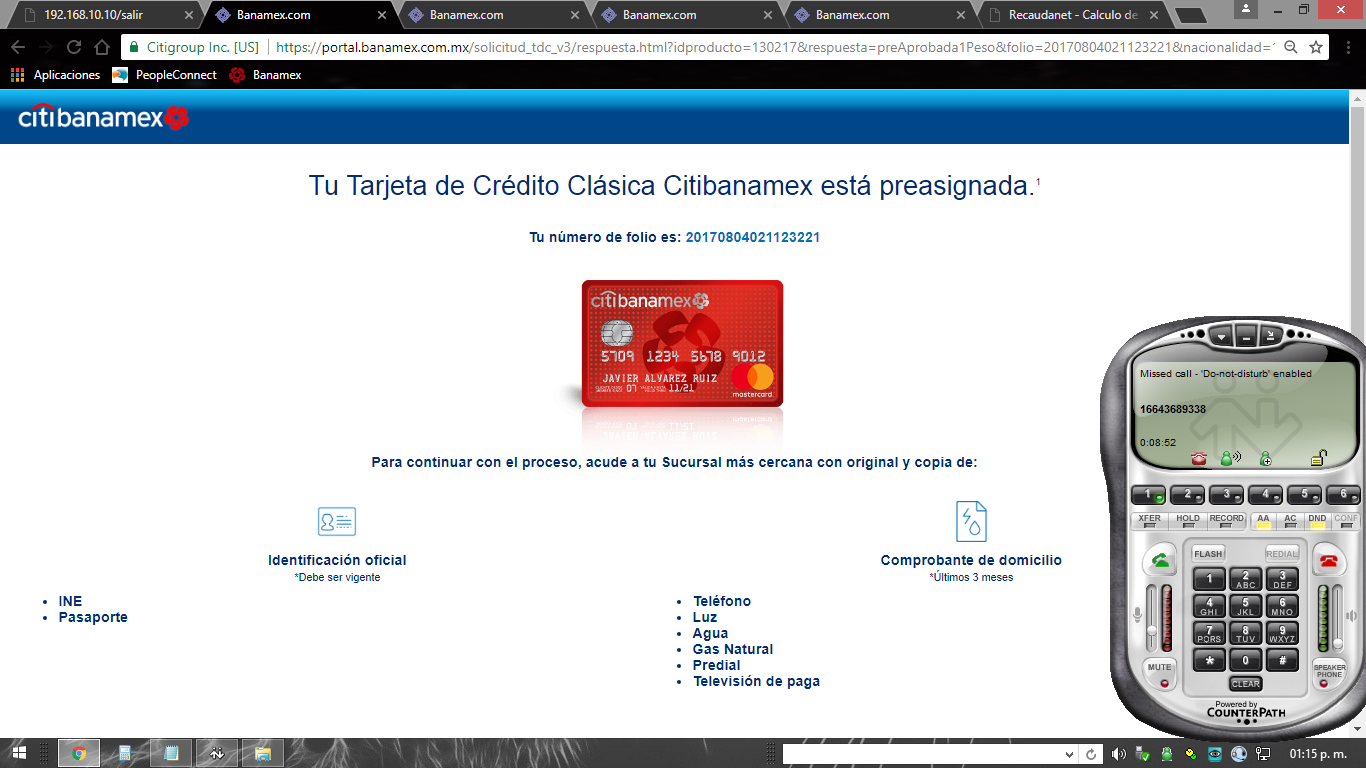 192.168.10.10/salir
Banamex.com
Banamex.com
Banamex.com
Banamex.com
Recaudanet - Calculo de
Citigroup Inc. [US]
https://portal.banamex.com.mx/solicitud_tdc_v3/respuesta.html?idproducto=130217&respuesta=preAprobada1Peso&folio=20170804021123221&nacionalidad=
Aplicaciones
PeopleConnect
Banamex
citibanamex
Tu Tarjeta de Crédito Clásica Citibanamex está preasignada.1
Tu número de folio es: 20170804021123221
citibanamex
5709 1234 5678 9012
JAVIER ALVAREZ RUIZ
07 11/21
mastercard
Para continuar con el proceso, acude a tu Sucursal más cercana con original y copia de:
Identificación oficial
*Debe ser vigente
• INE
• Pasaporte
Comprobante de domicilio
*Últimos 3 meses
• Teléfono
• Luz
• Agua
• Gas Natural
• Predial
• Televisión de paga
Missed call - 'Do-not-disturb' enabled
16643689338
0:08:52
1 2 3 4 5 6
XFER HOLD RECORD AA AC DND CONF
FLASH REDIAL
1 2 ABC 3 DEF
4 GHI 5 JKL 6 MNO
7 PQRS 8 TUV 9 WXYZ
* 0 #
MUTE
SPEAKER PHONE
CLEAR
Powered by
COUNTERPATH
01:15 p. m.